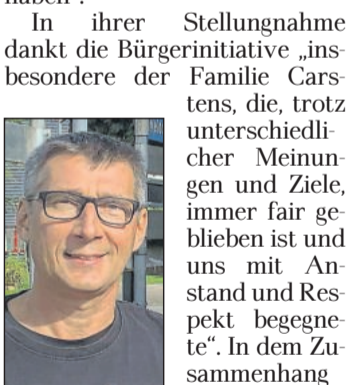 haben“.
In ihrer Stellungnahme
dankt die Bürgerinitiative „ins-
besondere der Familie Cars-
tens, die, trotz
unterschiedli-
cher Meinun-
gen und Ziele,
immer fair ge-
blieben ist und
uns mit An-
stand und Res-
pekt begegne-
te“. In dem Zu-
sammenhang